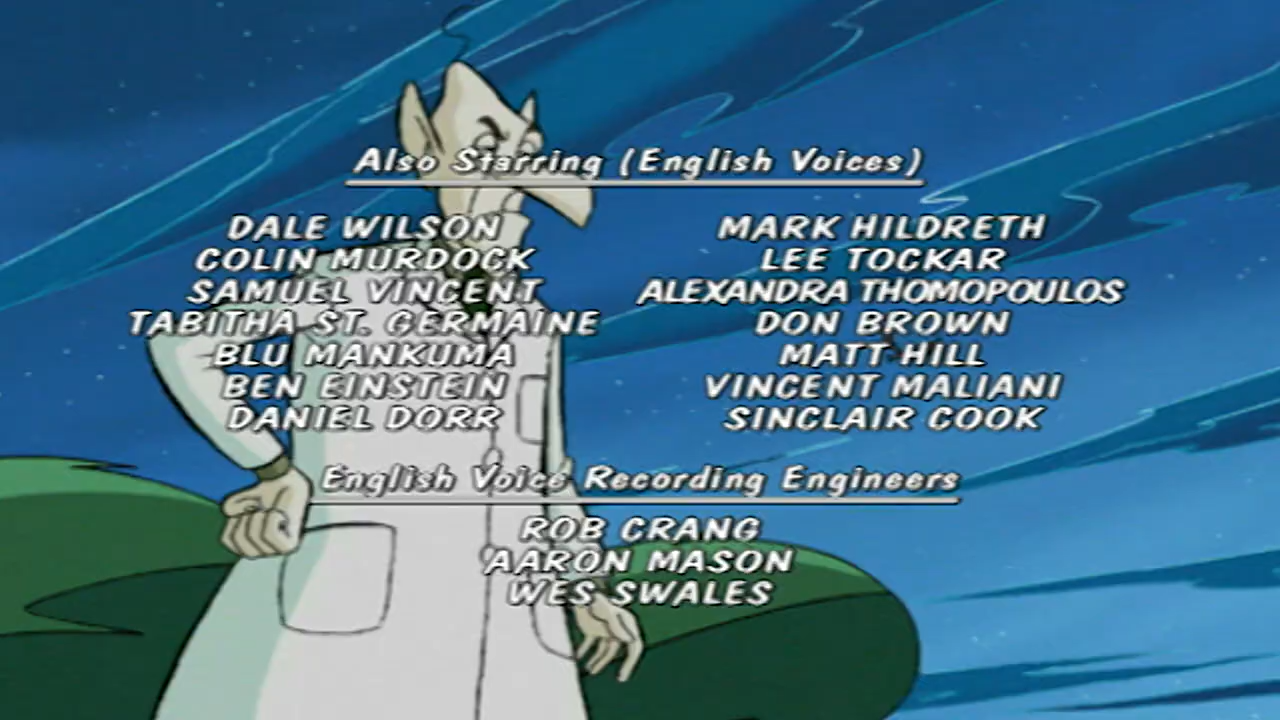 Also Starring (English Voices)
DALE WILSON
COLIN MURDOCK
SAMUEL VINCENT
TABITHA ST. GERMAINE
BLU MANKUMA
BEN EINSTEIN
DANIEL DORR
MARK HILDRETH
LEE TOCKAR
ALEXANDRA THOMOPOULOS
DON BROWN
MATT HILL
VINCENT MALIANI
SINCLAIR COOK
English Voice Recording Engineers
ROB CRANG
AARON MASON
WES SWALES